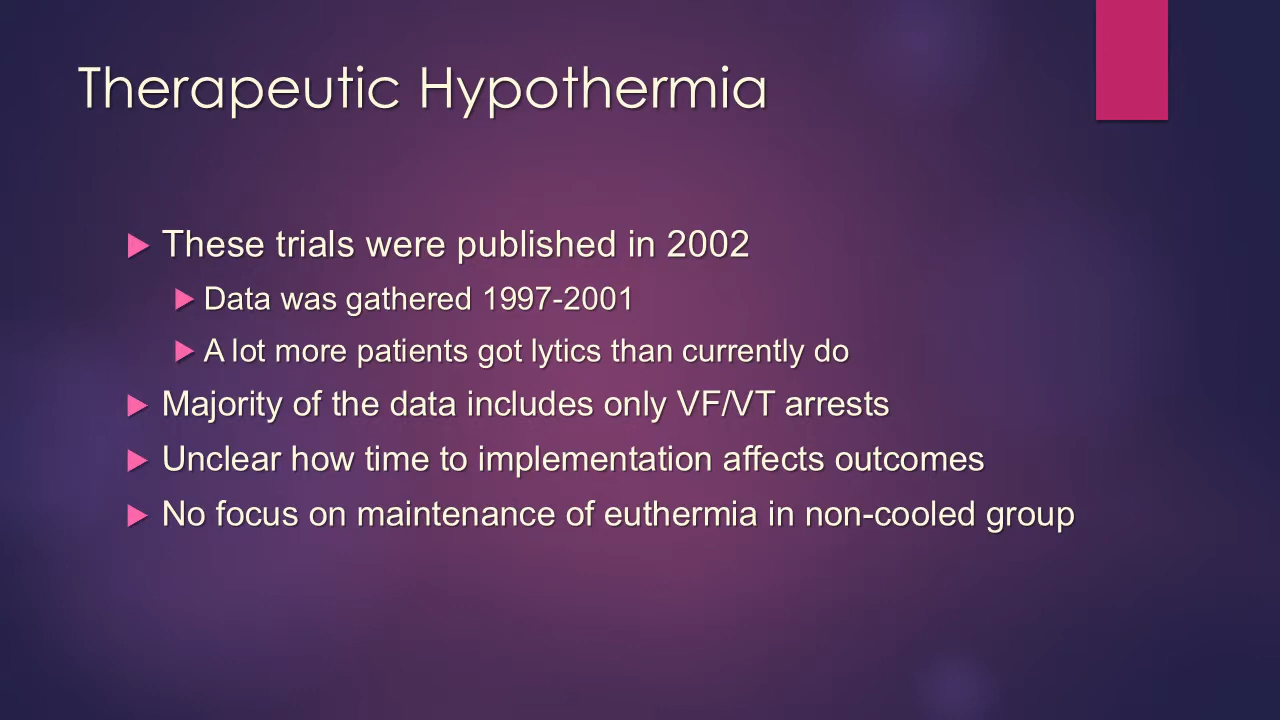 Therapeutic Hypothermia
These trials were published in 2002
Data was gathered 1997-2001
A lot more patients got lytics than currently do
Majority of the data includes only VF/VT arrests
Unclear how time to implementation affects outcomes
No focus on maintenance of euthermia in non-cooled group